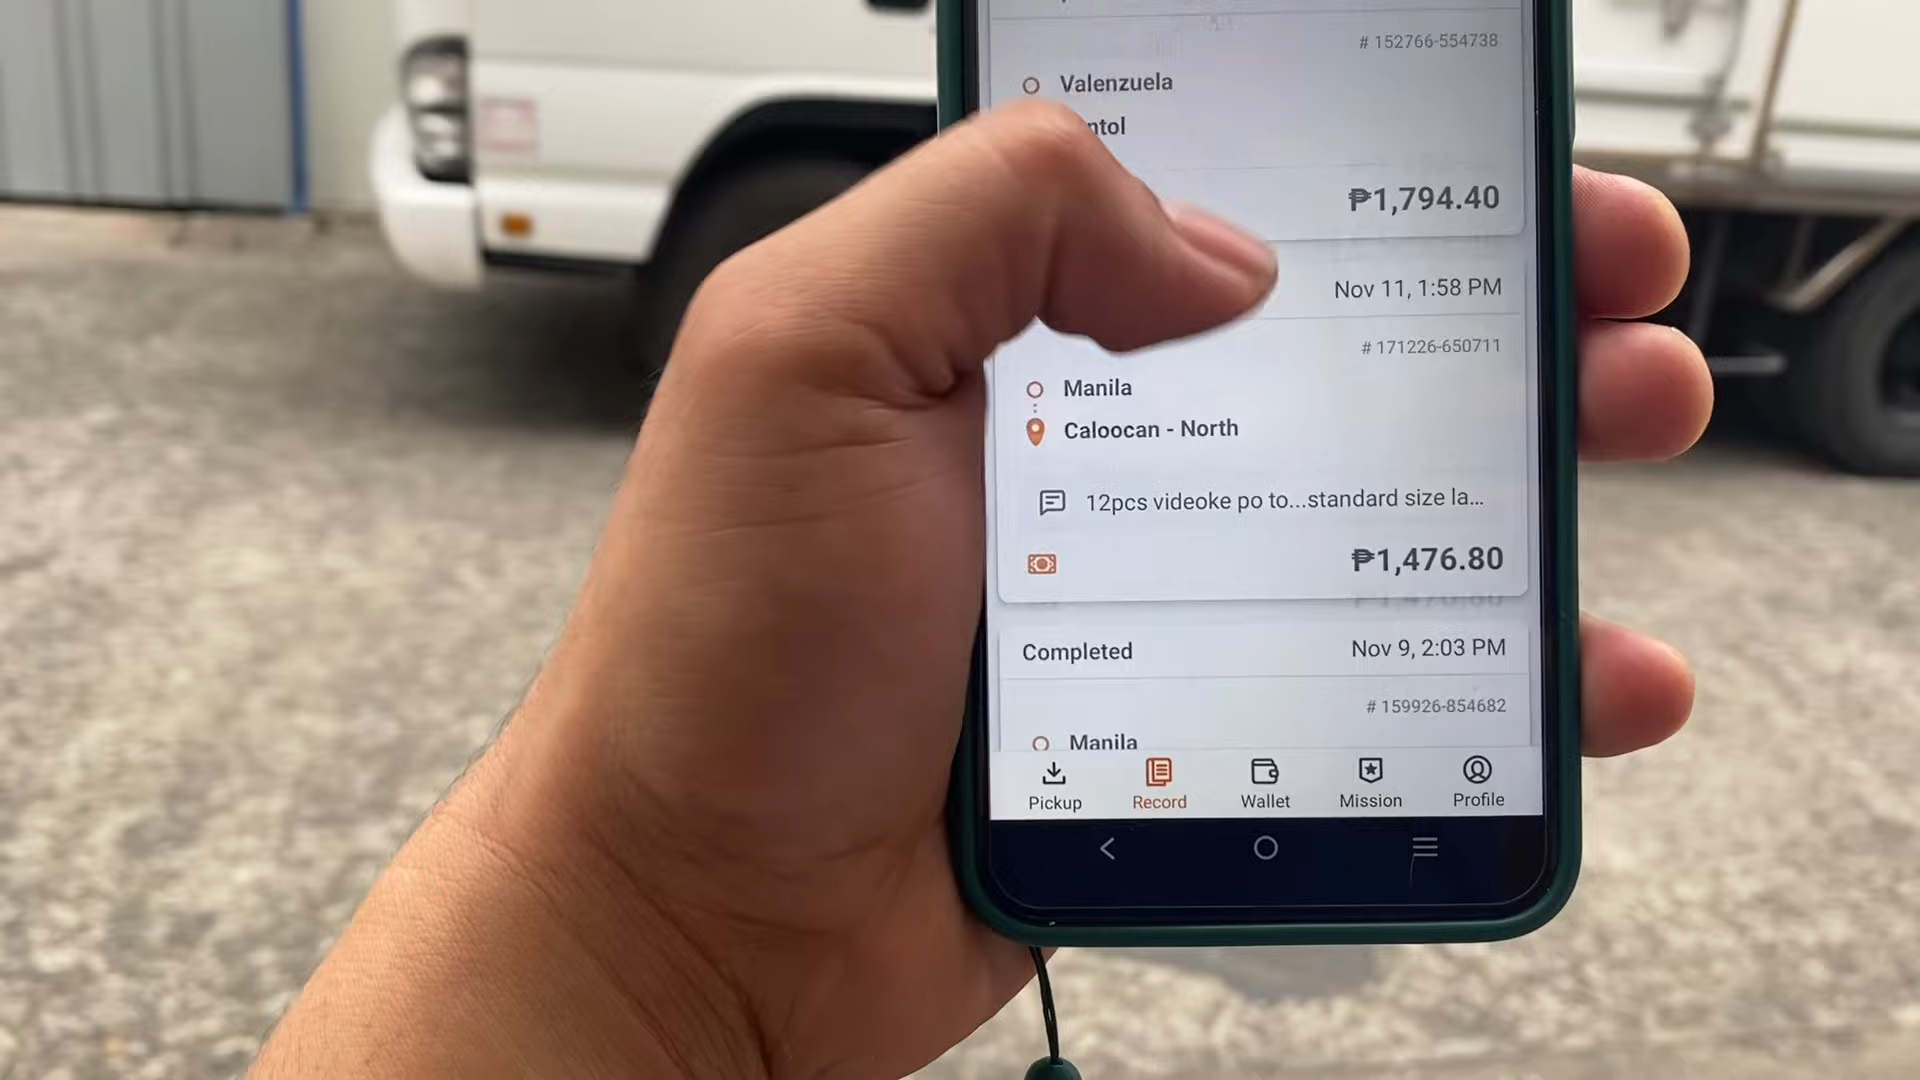 # 152766-554738
Valenzuela
₱1,794.40
Nov 11, 1:58 PM
# 171226-650711
Manila
Caloocan - North
12pcs videoke po to...standard size la...
₱1,476.80
Completed
Nov 9, 2:03 PM
# 159926-854682
Manila
Pickup
Record
Wallet
Mission
Profile